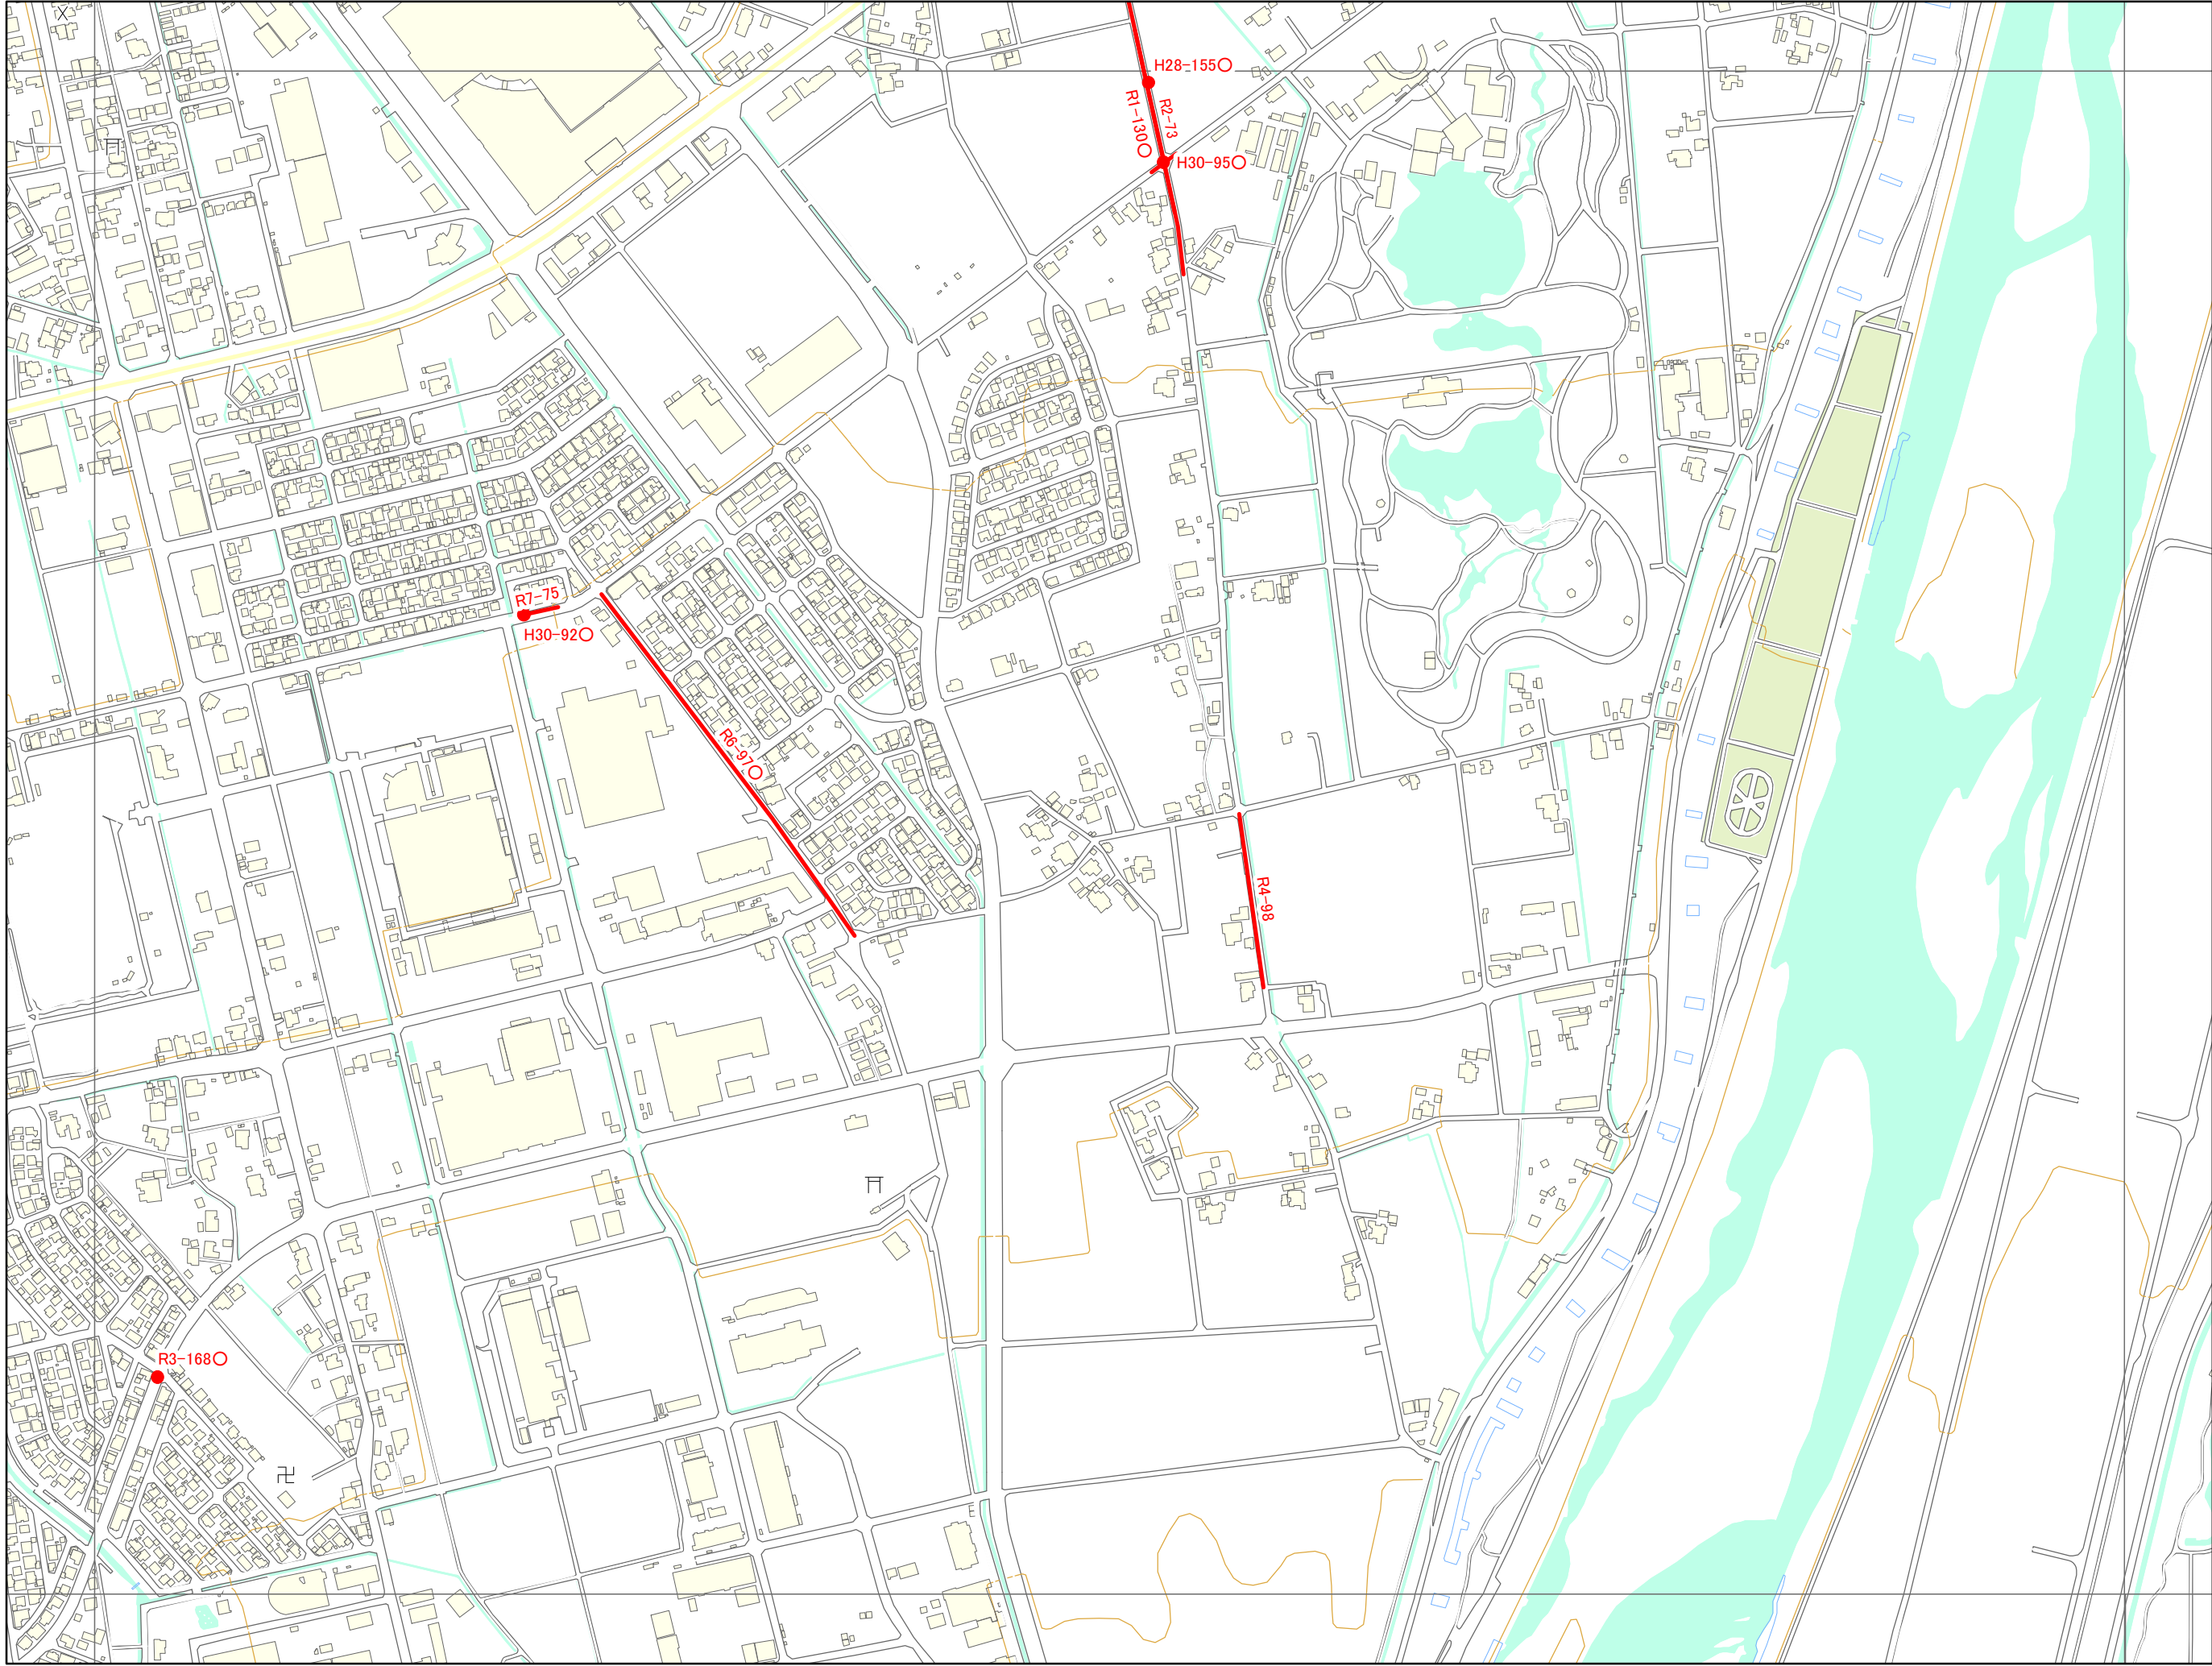 H28-155○
R2-73
R1-130○
H30-95○
R7-75
H30-92○
R6-97○
R4-98
R3-168○